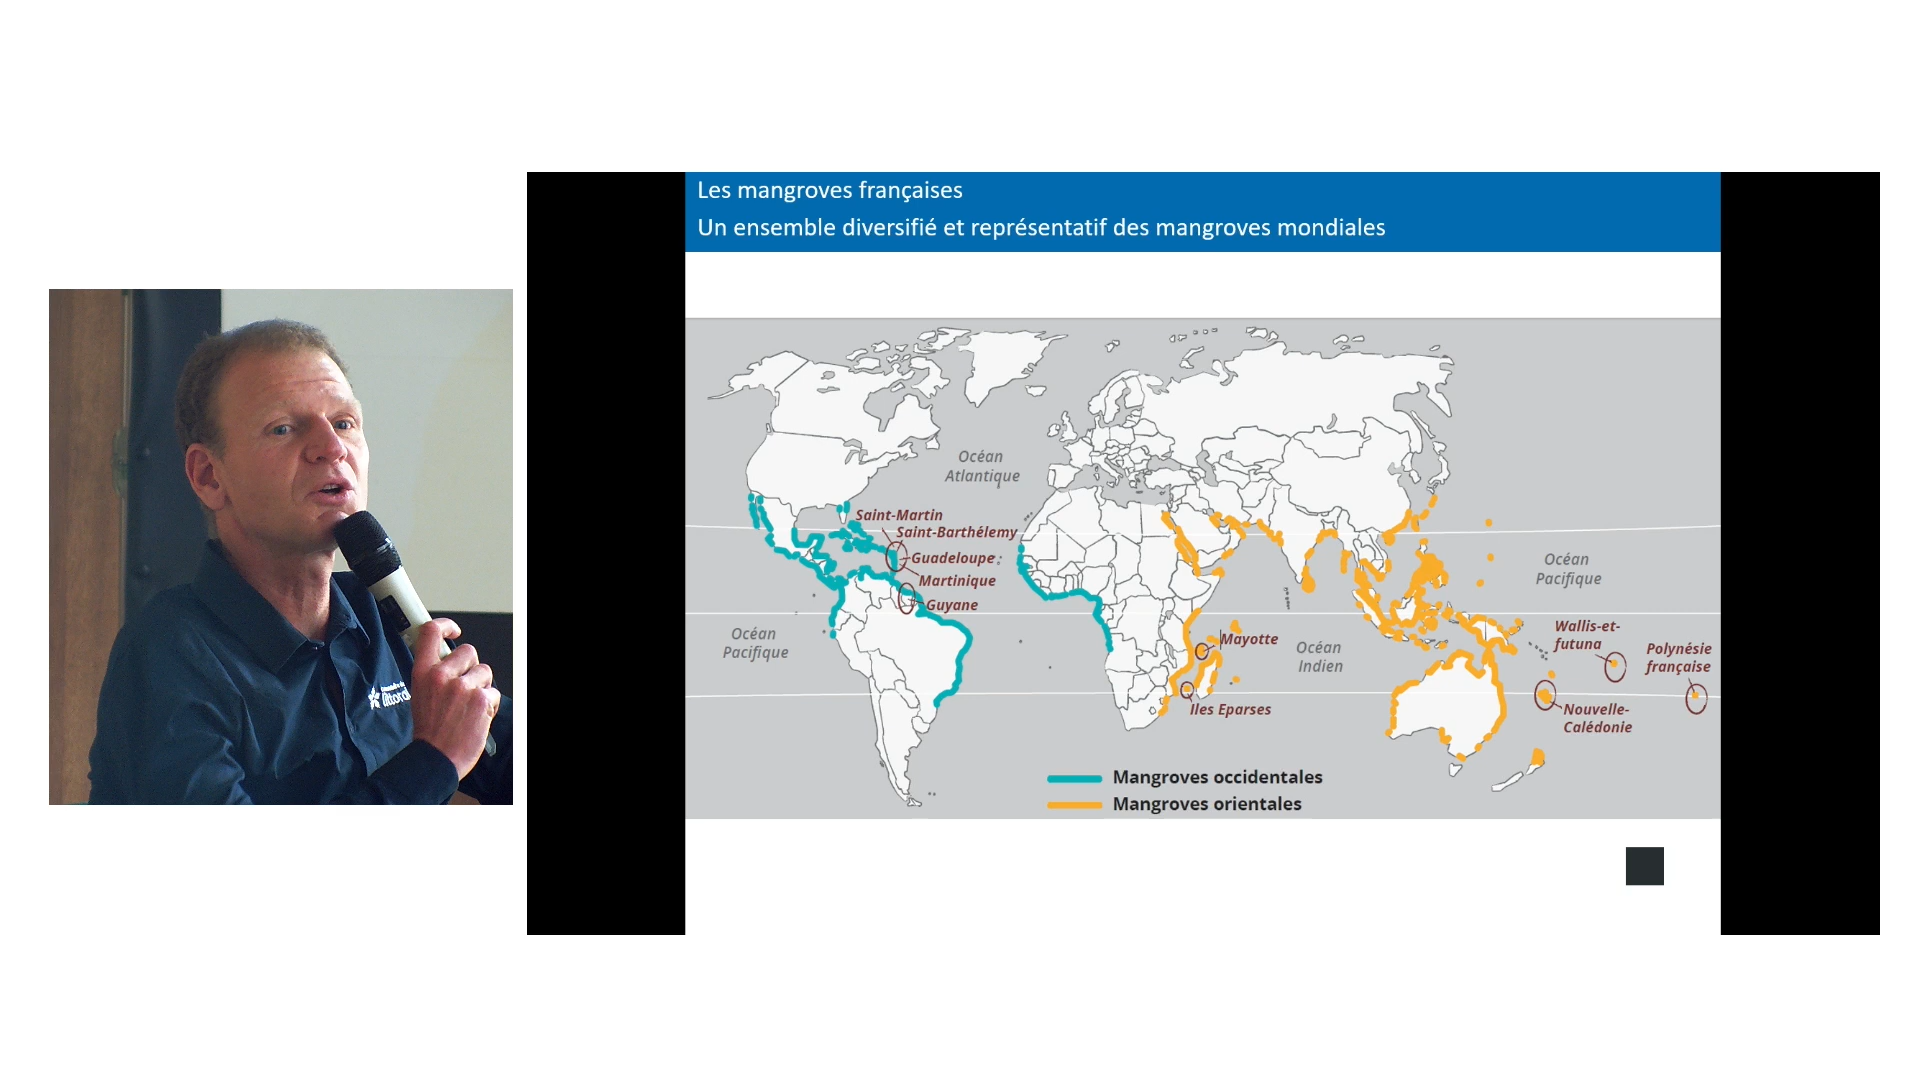 Les mangroves françaises
Un ensemble diversifié et représentatif des mangroves mondiales
Océan
Atlantique
Saint-Martin
Saint-Barthélemy
Guadeloupe
Martinique
Guyane
Océan
Pacifique
Océan
Pacifique
Mayotte
Océan
Indien
Iles Eparses
Wallis-et-
futuna
Polynésie
française
Nouvelle-
Calédonie
Mangroves occidentales
Mangroves orientales
littoral